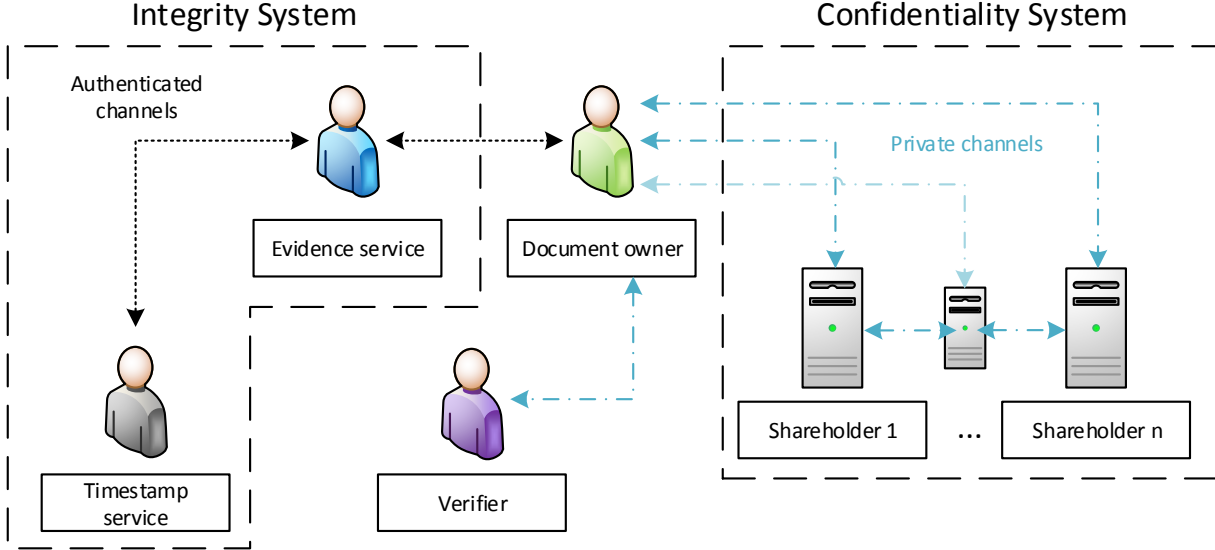 Integrity System
Confidentiality System
Authenticated
channels
Private channels
Evidence service
Document owner
Shareholder 1
...
Shareholder n
Timestamp
service
Verifier